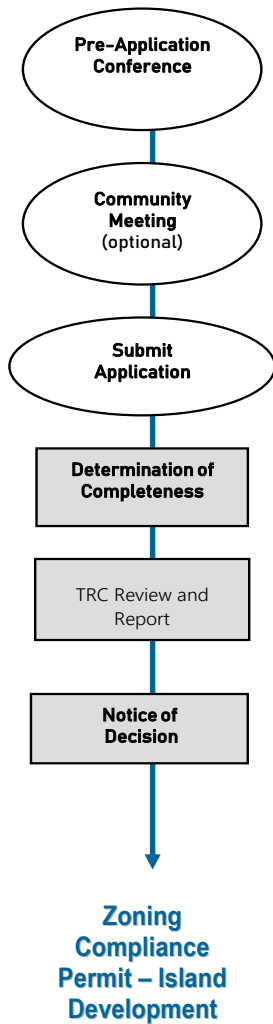 Pre-Application
Conference
Community
Meeting
(optional)
Submit
Application
Determination of
Completeness
TRC Review and
Report
Notice of
Decision
Zoning
Compliance
Permit – Island
Development